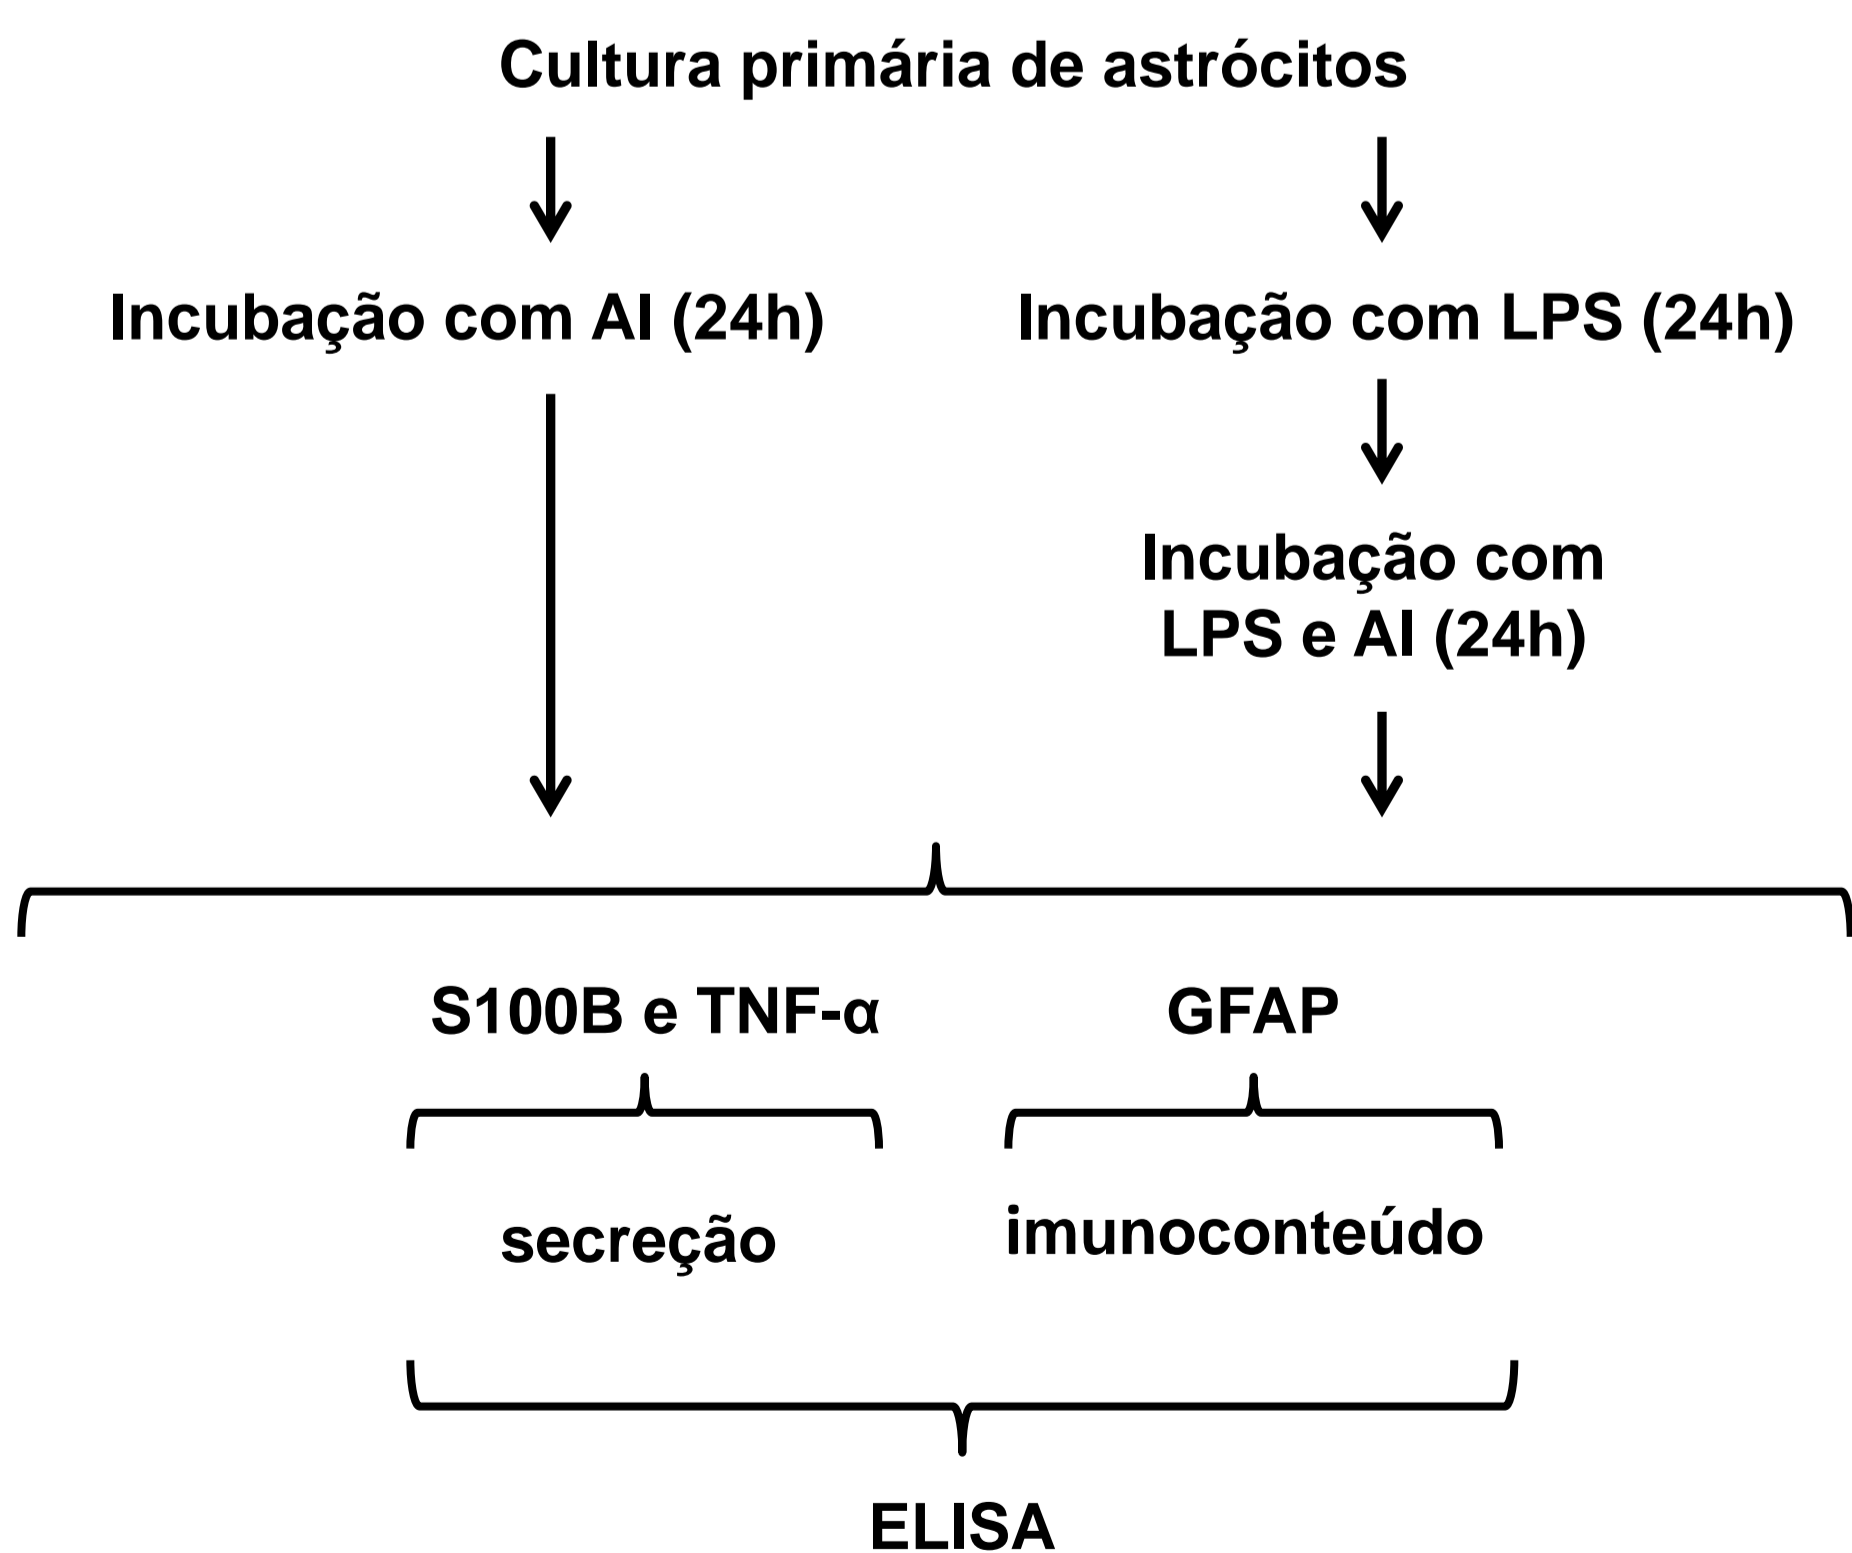 Cultura primária de astrócitos
Incubação com AI (24h)
Incubação com LPS (24h)
Incubação com
LPS e AI (24h)
S100B e TNF-α
GFAP
secreção
imunoconteúdo
ELISA